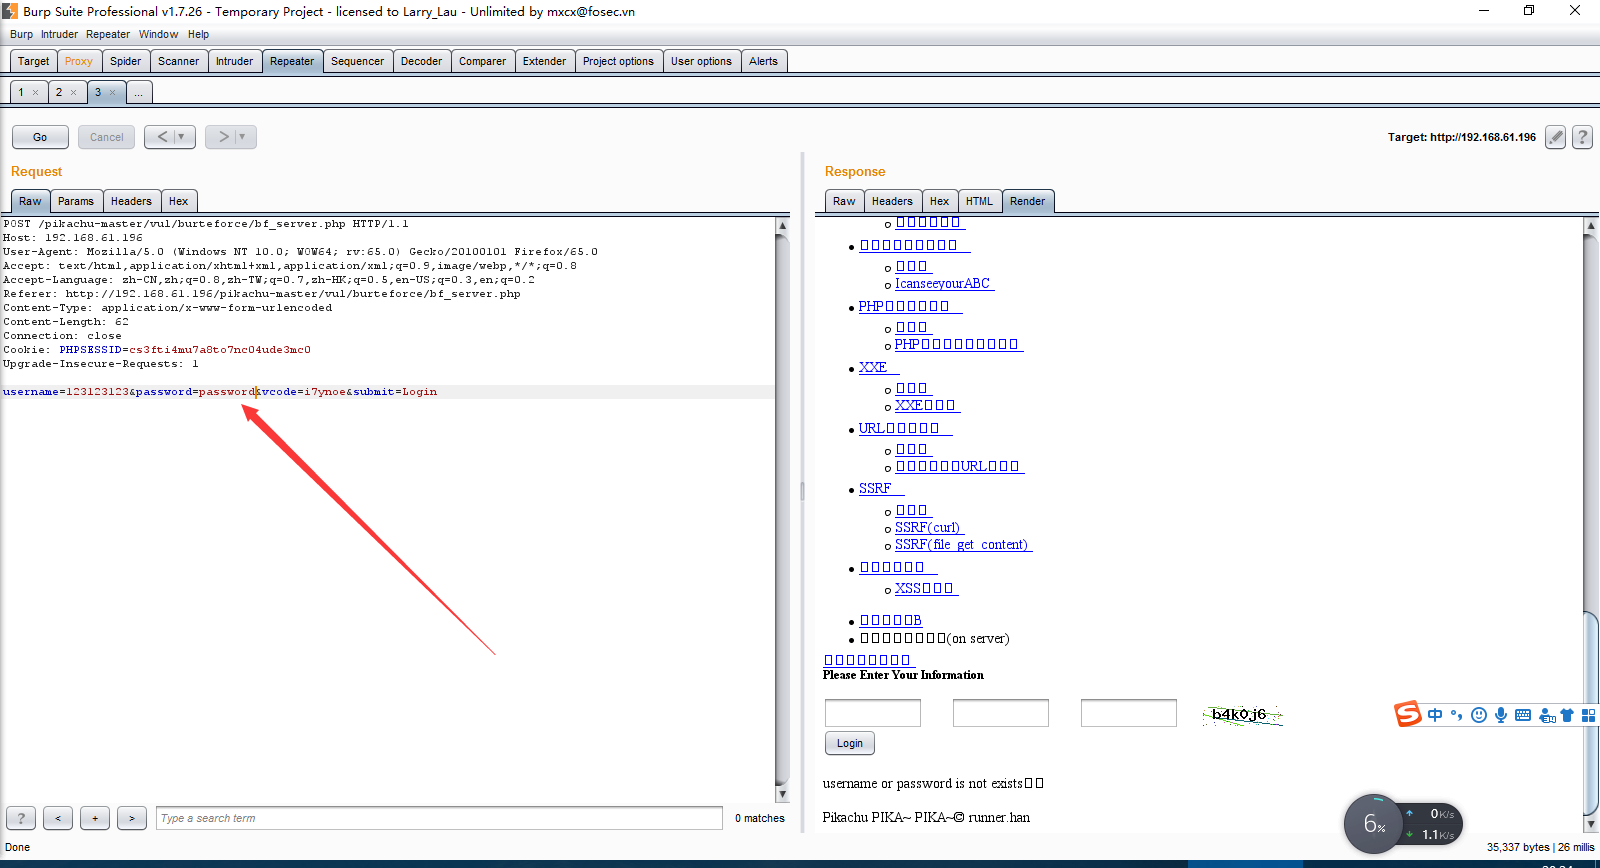 Burp Suite Professional v1.7.26 - Temporary Project - licensed to Larry_Lau - Unlimited by mxcx@fosec.vn
Burp Intruder Repeater Window Help
Target Proxy Spider Scanner Intruder Repeater Sequencer Decoder Comparer Extender Project options User options Alerts
1 × 2 × 3 × ...
Go Cancel < ▼ > ▼ Target: http://192.168.61.196 ?
Request
Raw Params Headers Hex
POST /pikachu-master/vul/burteforce/bf_server.php HTTP/1.1
Host: 192.168.61.196
User-Agent: Mozilla/5.0 (Windows NT 10.0; WOW64; rv:65.0) Gecko/20100101 Firefox/65.0
Accept: text/html,application/xhtml+xml,application/xml;q=0.9,image/webp,*/*;q=0.8
Accept-Language: zh-CN,zh;q=0.8,zh-TW;q=0.7,zh-HK;q=0.5,en-US;q=0.3,en;q=0.2
Referer: http://192.168.61.196/pikachu-master/vul/burteforce/bf_server.php
Content-Type: application/x-www-form-urlencoded
Content-Length: 62
Connection: close
Cookie: PHPSESSID=cs3fti4mu7a8to7nc04ude3mc0
Upgrade-Insecure-Requests: 1
username=123123123&password=password&vcode=i7ynoe&submit=Login
? < + > Type a search term 0 matches
Response
Raw Headers Hex HTML Render
□□□□□□
□□□□□□□□□
□□□
IcanseeyourABC
PHP□□□□□□
□□□
PHP□□□□□□□□□
XXE
□□□
XXE□□□
URL□□□□□
□□□
□□□□□□URL□□□
SSRF
□□□
SSRF(curl)
SSRF(file_get_content)
□□□□□□
XSS□□□
□□□□□B
□□□□□□□□(on server)
□□□□□□□□
Please Enter Your Information
b4k0j6
Login
username or password is not exists□□
Pikachu PIKA~ PIKA~© runner.han
S 中
6% 0K/s
1.1K/s
Done 35,337 bytes | 26 millis